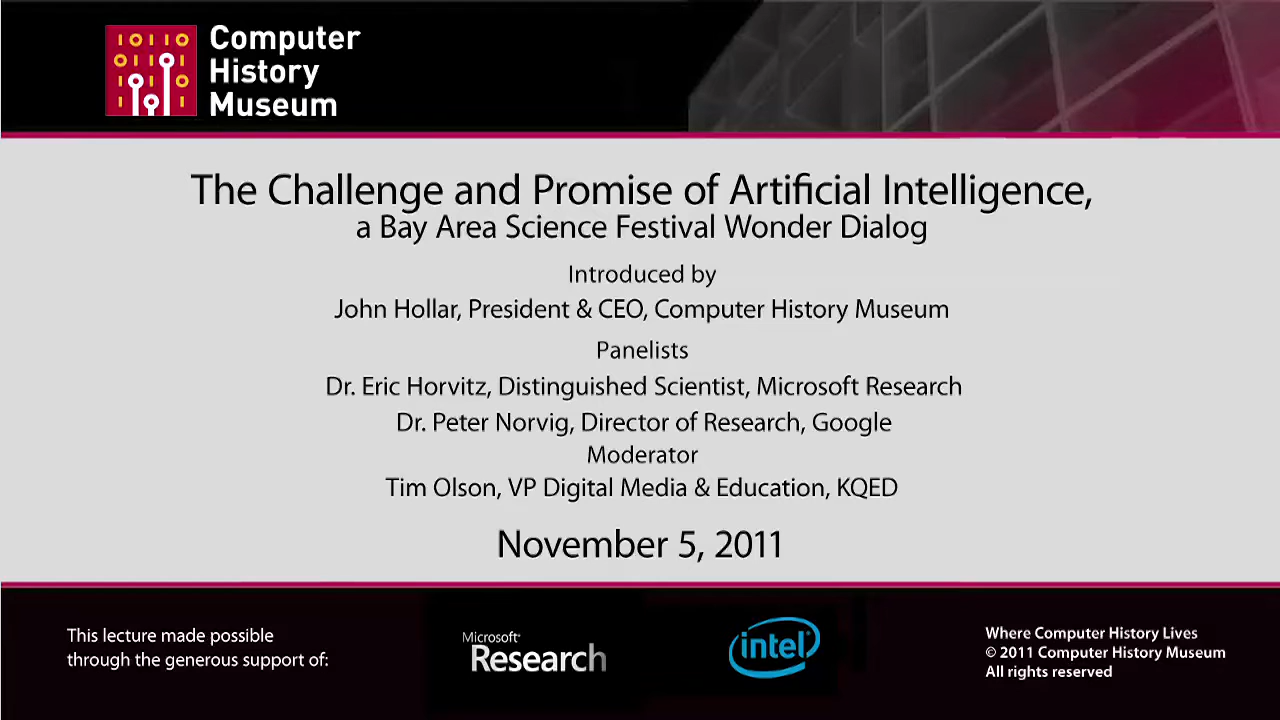 Computer
History
Museum
The Challenge and Promise of Artificial Intelligence,
a Bay Area Science Festival Wonder Dialog
Introduced by
John Hollar, President & CEO, Computer History Museum
Panelists
Dr. Eric Horvitz, Distinguished Scientist, Microsoft Research
Dr. Peter Norvig, Director of Research, Google
Moderator
Tim Olson, VP Digital Media & Education, KQED
November 5, 2011
This lecture made possible
through the generous support of:
Microsoft®
Research
intel®
Where Computer History Lives
© 2011 Computer History Museum
All rights reserved